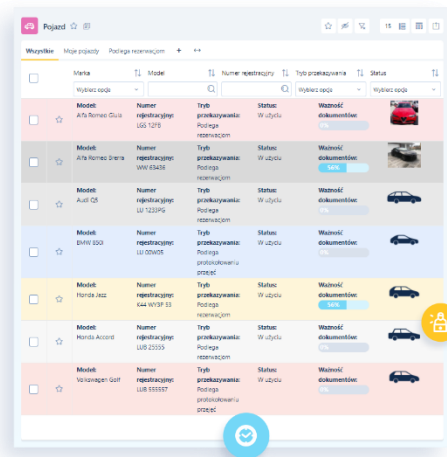 Pojazd
15
Wszystkie Moje pojazdy Podlega rezerwacjom +
Marka Model Numer rejestracyjny Tryb przekazywania Status
Wybierz opcję Wybierz opcję Wybierz opcję
Model: Numer Tryb Status: Ważność
Alfa Romeo Giulia rejestracyjny: przekazywania: W użyciu dokumentów:
LGS 12FB Podlega 0%
rezerwacjom
Model: Numer Tryb Status: Ważność
Alfa Romeo rejestracyjny: przekazywania: W użyciu dokumentów:
WW 63436 Podlega 56%
rezerwacjom
Model: Numer Tryb Status: Ważność
Audi Q5 rejestracyjny: przekazywania: W użyciu dokumentów:
LU 1233PG Podlega 0%
rezerwacjom
Model: Numer Tryb Status: Ważność
BMW 850i rejestracyjny: przekazywania: W użyciu dokumentów:
LU 00W05 Podlega 0%
protokołowaniu
przejęć
Model: Numer Tryb Status: Ważność
Honda Jazz rejestracyjny: przekazywania: W użyciu dokumentów:
K44 WY3P 33 Podlega 56%
rezerwacjom
Model: Numer Tryb Status: Ważność
Honda Accord rejestracyjny: przekazywania: W użyciu dokumentów:
LUB 25555 Podlega 0%
rezerwacjom
Model: Numer Tryb Status: Ważność
Volkswagen Golf rejestracyjny: przekazywania: W użyciu dokumentów:
LUB 555557 Podlega 0%
protokołowaniu
przejęć